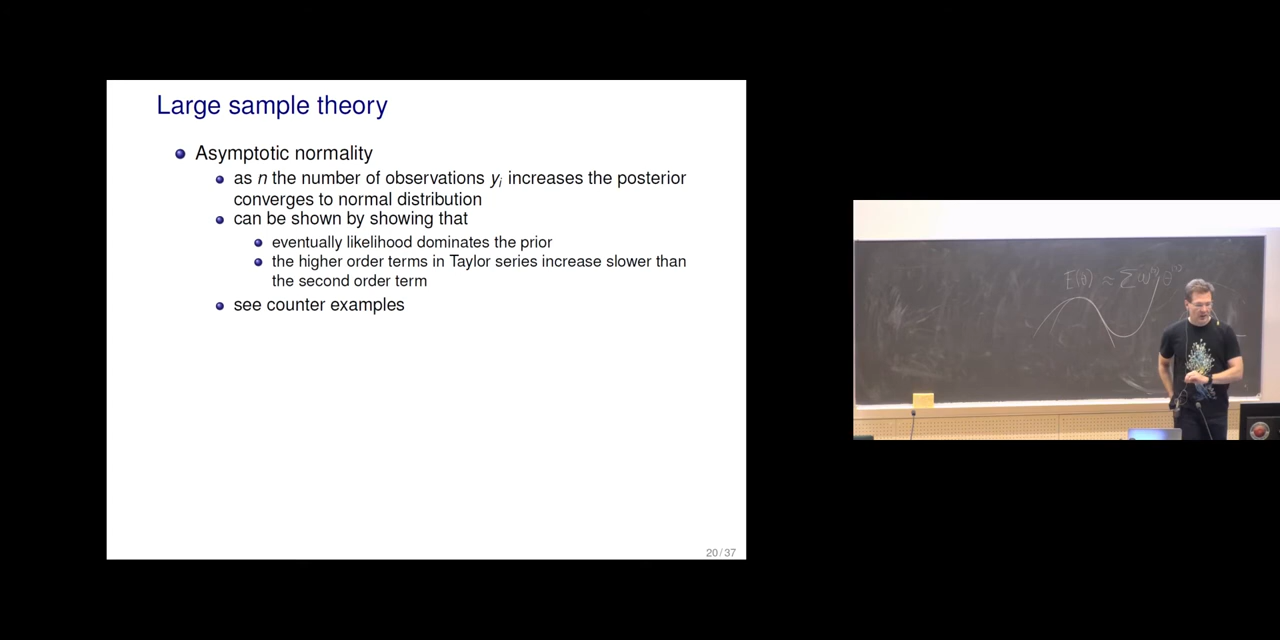 Large sample theory
Asymptotic normality
as n the number of observations yᵢ increases the posterior
converges to normal distribution
can be shown by showing that
eventually likelihood dominates the prior
the higher order terms in Taylor series increase slower than
the second order term
see counter examples
20 / 37
E(θ) ≈ Σ